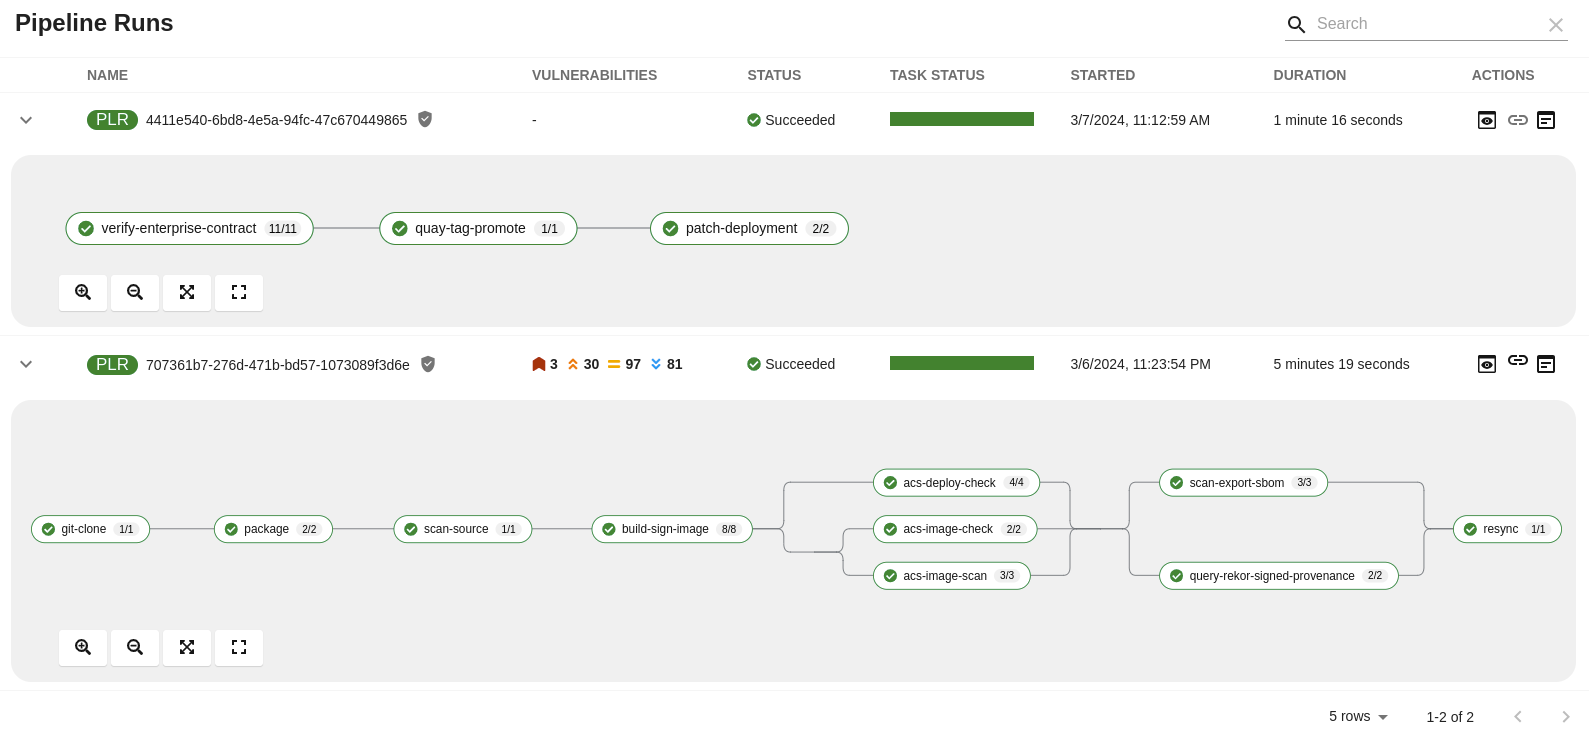 Pipeline Runs
Search
NAME VULNERABILITIES STATUS TASK STATUS STARTED DURATION ACTIONS
PLR 4411e540-6bd8-4e5a-94fc-47c670449865 - Succeeded 3/7/2024, 11:12:59 AM 1 minute 16 seconds
verify-enterprise-contract 11/11 quay-tag-promote 1/1 patch-deployment 2/2
PLR 707361b7-276d-471b-bd57-1073089f3d6e 3 30 97 81 Succeeded 3/6/2024, 11:23:54 PM 5 minutes 19 seconds
acs-deploy-check 4/4 scan-export-sbom 3/3
git-clone 1/1 package 2/2 scan-source 1/1 build-sign-image 8/8 acs-image-check 2/2 resync 1/1
acs-image-scan 3/3 query-rekor-signed-provenance 2/2
5 rows 1-2 of 2